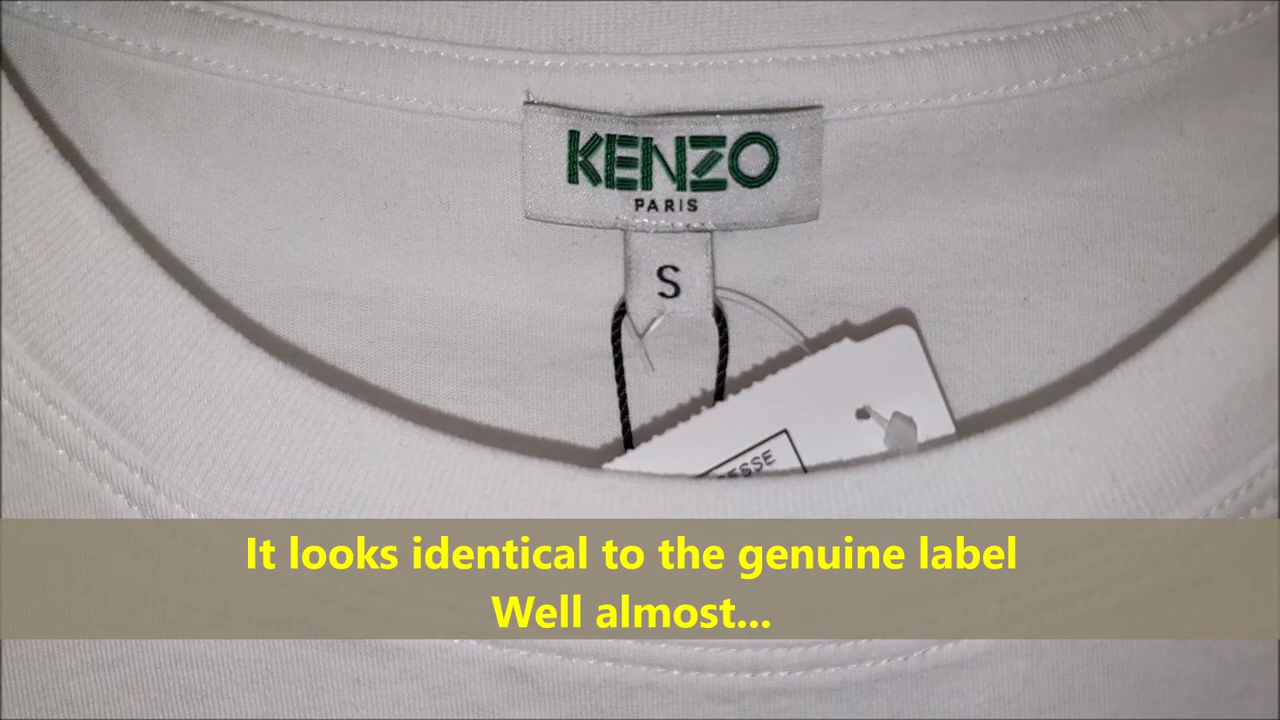 KENZO
PARIS
S
It looks identical to the genuine label
Well almost...